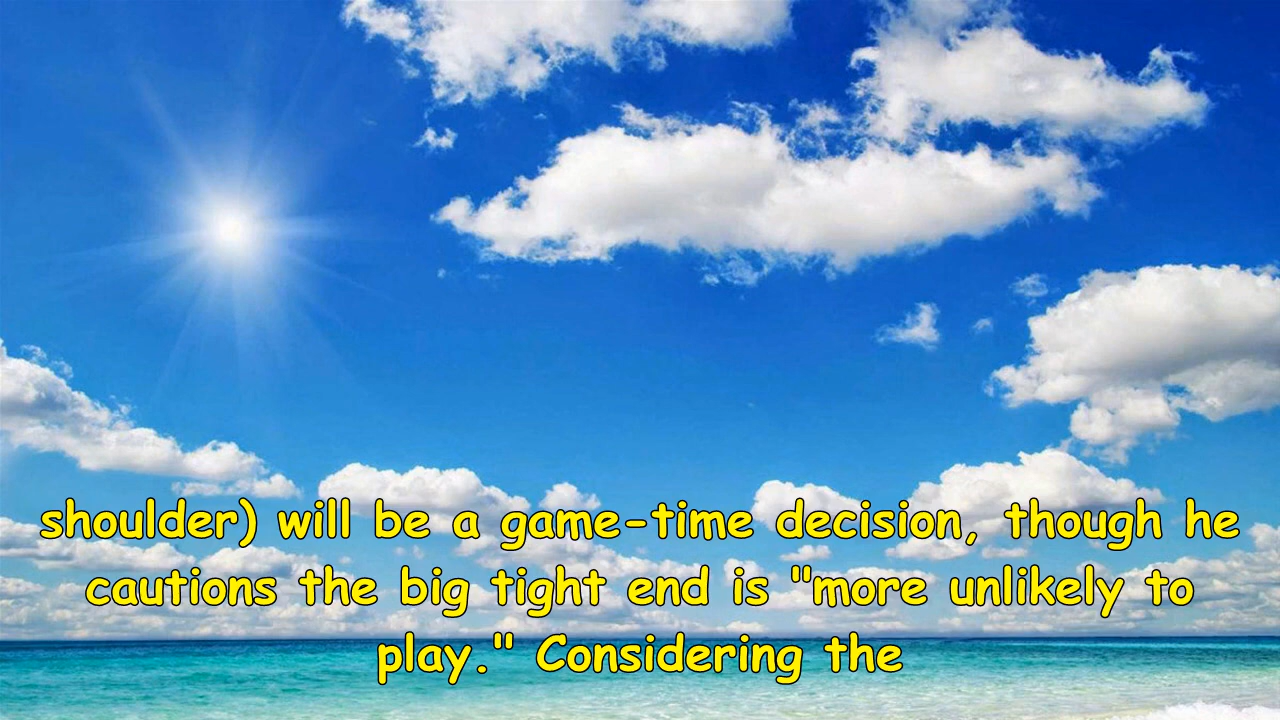 shoulder) will be a game-time decision, though he
cautions the big tight end is "more unlikely to
play." Considering the